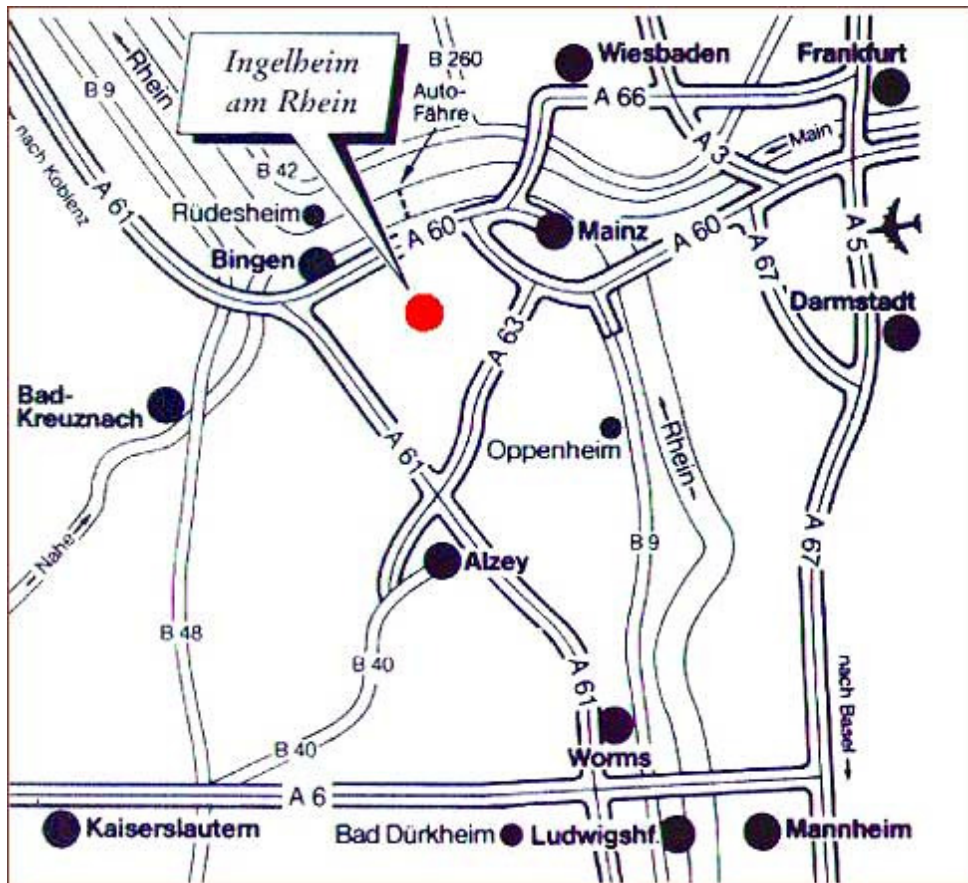 Ingelheim
am Rhein
B 260
Auto-
Fähre
Wiesbaden
Frankfurt
←Rhein
B 9
nach Koblenz
A 66
Main
A 3
B 42
A 61
Rüdesheim
A 60
Mainz
A 60
A 5
A 67
Bingen
Darmstadt
A 63
Bad-
Kreuznach
A 61
Oppenheim
←Rhein
Nahe
Alzey
B 9
A 67
B 48
B 40
A 61
nach Basel
Worms
B 40
A 6
Kaiserslautern
Bad Dürkheim
Ludwigshf.
Mannheim